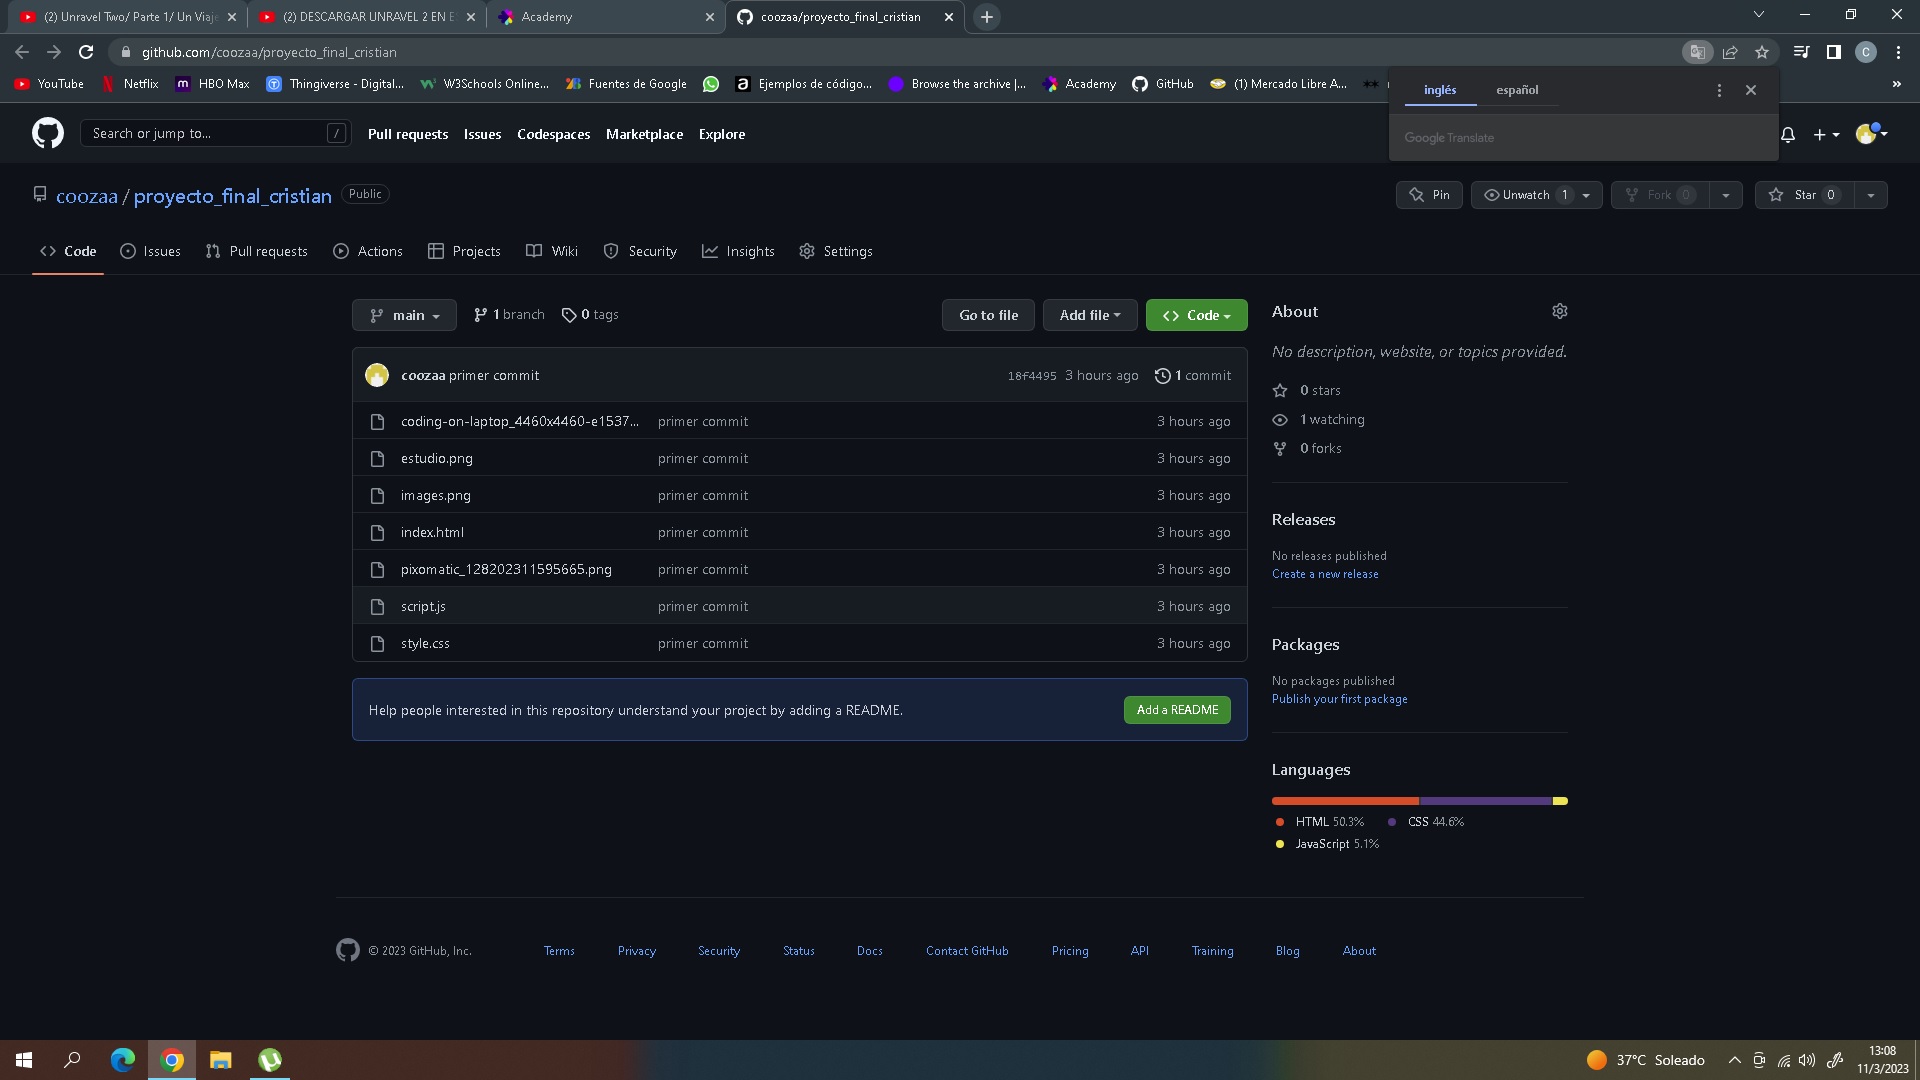 (2) Unravel Two/ Parte 1/ Un Viaje
(2) DESCARGAR UNRAVEL 2 EN E
Academy
coozaa/proyecto_final_cristian
github.com/coozaa/proyecto_final_cristian
C
YouTube
Netflix
HBO Max
Thingiverse - Digital...
W3Schools Online...
Fuentes de Google
Ejemplos de código...
Browse the archive |...
Academy
GitHub
(1) Mercado Libre A...
»
inglés
español
Google Translate
Search or jump to...
/
Pull requests
Issues
Codespaces
Marketplace
Explore
coozaa / proyecto_final_cristian
Public
Pin
Unwatch 1
Fork 0
Star 0
Code
Issues
Pull requests
Actions
Projects
Wiki
Security
Insights
Settings
main
1 branch
0 tags
Go to file
Add file
Code
About
No description, website, or topics provided.
coozaa primer commit
18f4495 3 hours ago
1 commit
0 stars
1 watching
0 forks
coding-on-laptop_4460x4460-e1537... primer commit 3 hours ago
estudio.png primer commit 3 hours ago
images.png primer commit 3 hours ago
index.html primer commit 3 hours ago
pixomatic_128202311595665.png primer commit 3 hours ago
script.js primer commit 3 hours ago
style.css primer commit 3 hours ago
Help people interested in this repository understand your project by adding a README.
Add a README
Releases
No releases published
Create a new release
Packages
No packages published
Publish your first package
Languages
HTML 50.3%
CSS 44.6%
JavaScript 5.1%
© 2023 GitHub, Inc.
Terms
Privacy
Security
Status
Docs
Contact GitHub
Pricing
API
Training
Blog
About
37°C Soleado
13:08
11/3/2023